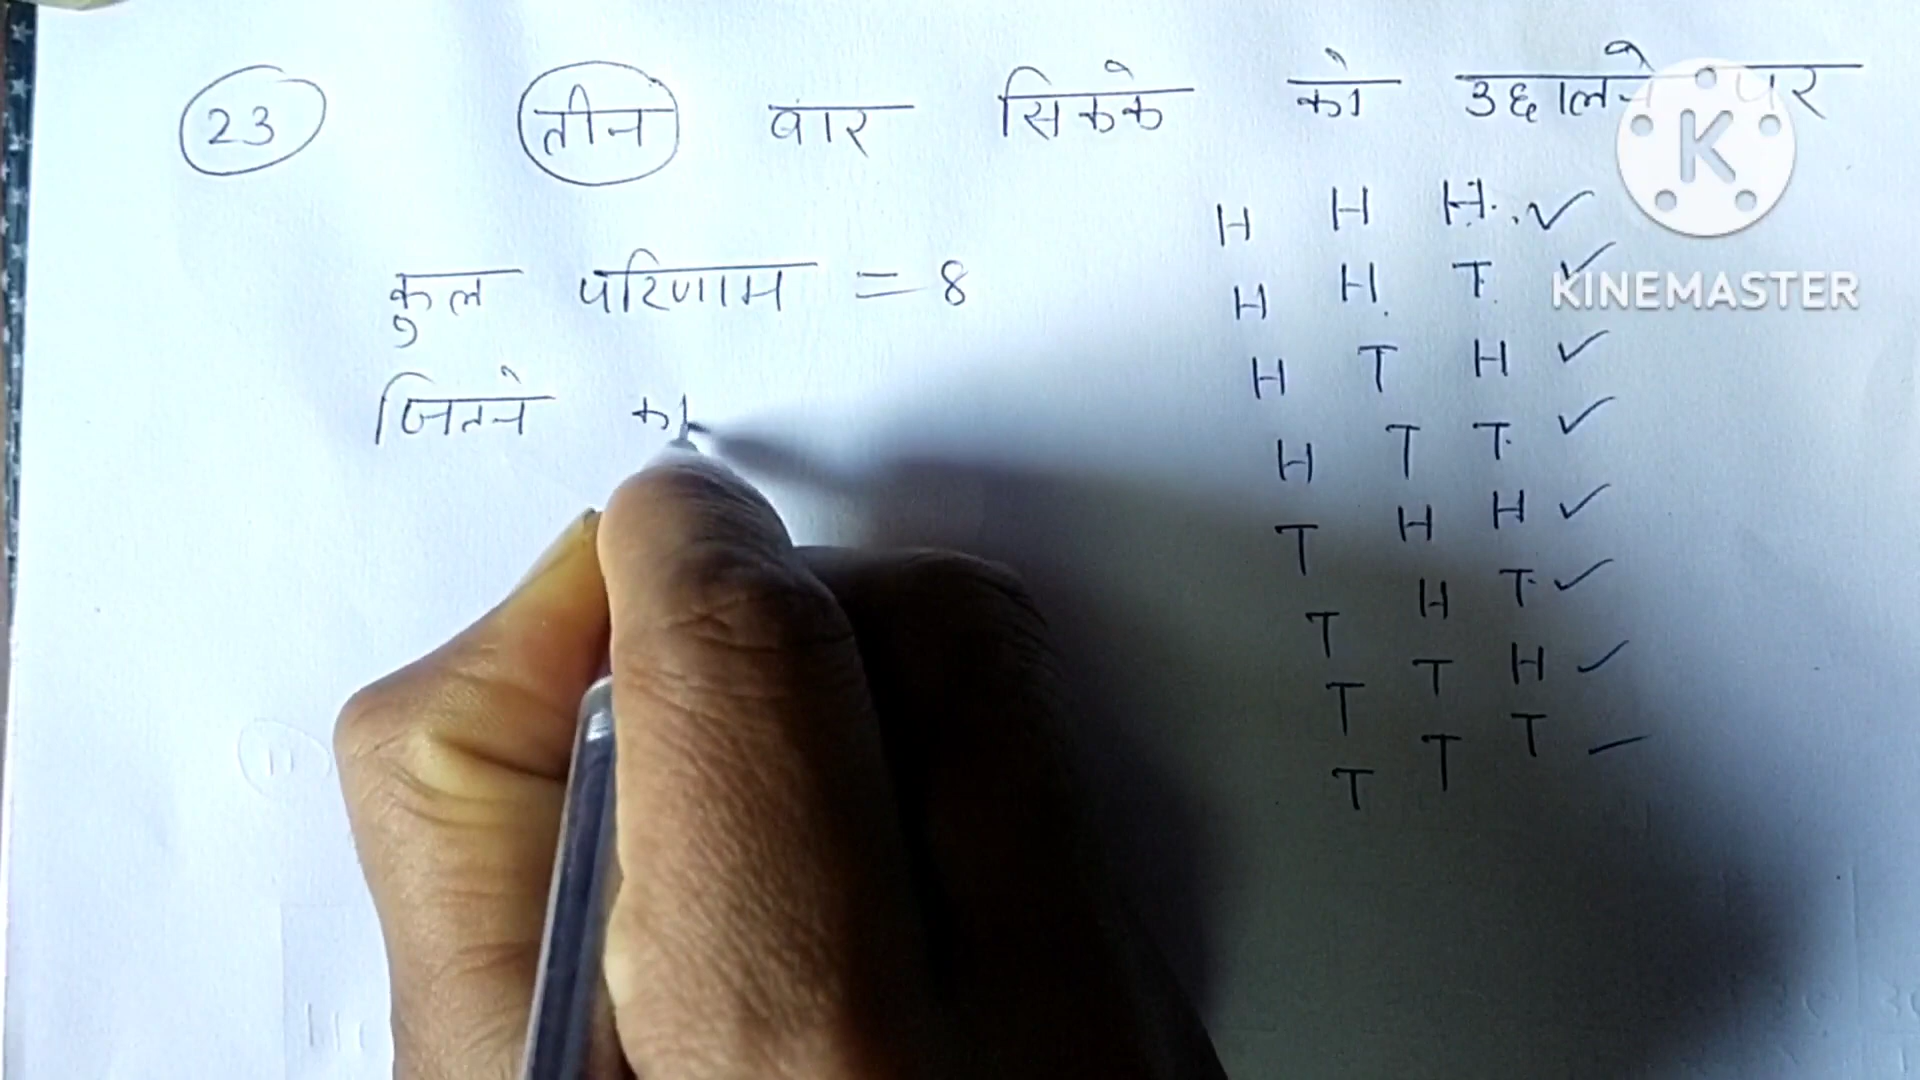 23 तीन बार सिक्के को उछालने पर
कुल परिणाम = 8
जितने का
H H H
H H T
H T H
H T T
T H H
T H T
T T H
T T T
K
KINEMASTER